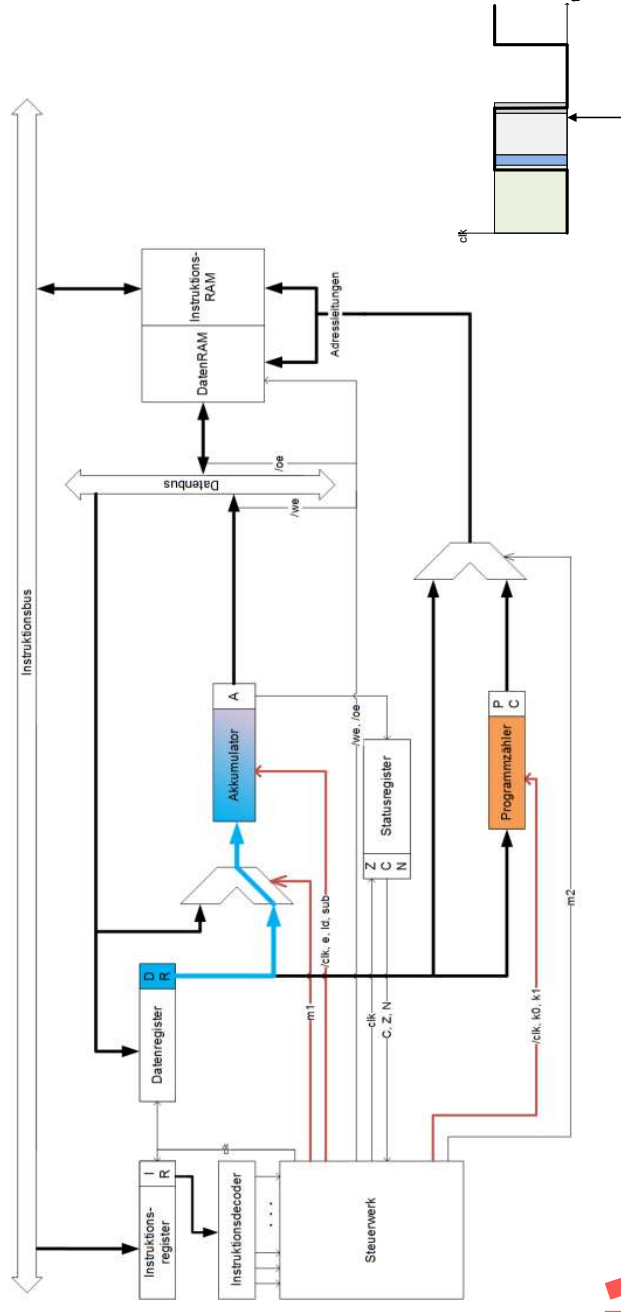 Instruktionsbus
Instruktions-
register
I
R
Datenregister
D
R
Instruktionsdecoder
. . .
clk
Steuerwerk
m1
/clk, e, ld, sub
Akkumulator
A
Datenbus
/we
/oe
DatenRAM
Instruktions-
RAM
Adressleitungen
/we, /oe
clk
C, Z, N
Z
C
N
Statusregister
/clk, k0, k1
m2
Programmzähler
P
C
clk